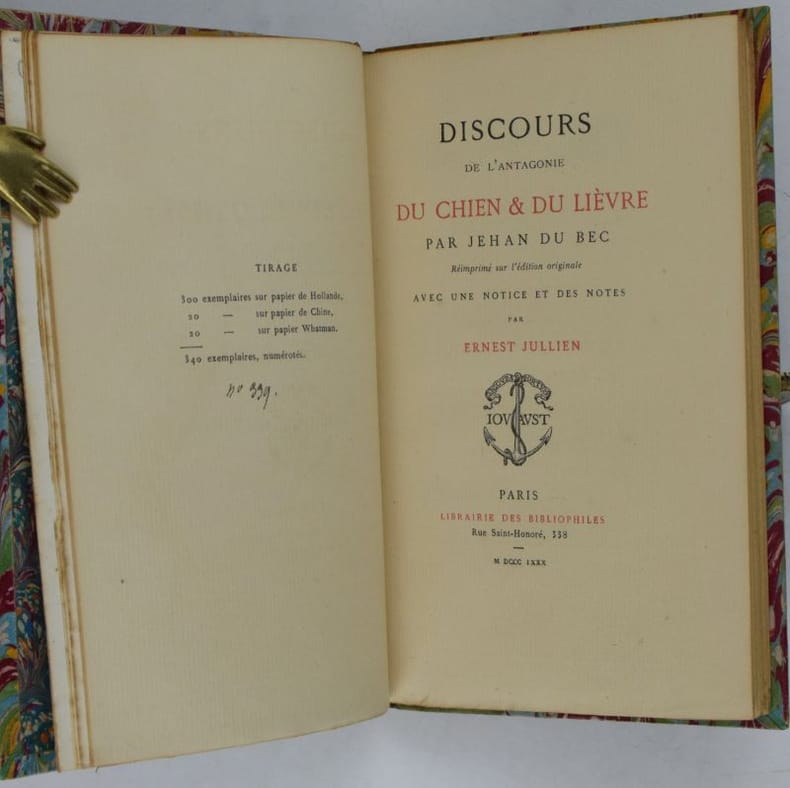 TIRAGE
300 exemplaires sur papier de Hollande,
20 — sur papier de Chine,
20 — sur papier Whatman.
340 exemplaires, numérotés.
no 339.
DISCOURS
DE L'ANTAGONIE
DU CHIEN & DU LIÈVRE
PAR JEHAN DU BEC
Réimprimé sur l'édition originale
AVEC UNE NOTICE ET DES NOTES
PAR
ERNEST JULLIEN
IOVAVST
PARIS
LIBRAIRIE DES BIBLIOPHILES
Rue Saint-Honoré, 338
M DCCC LXXX